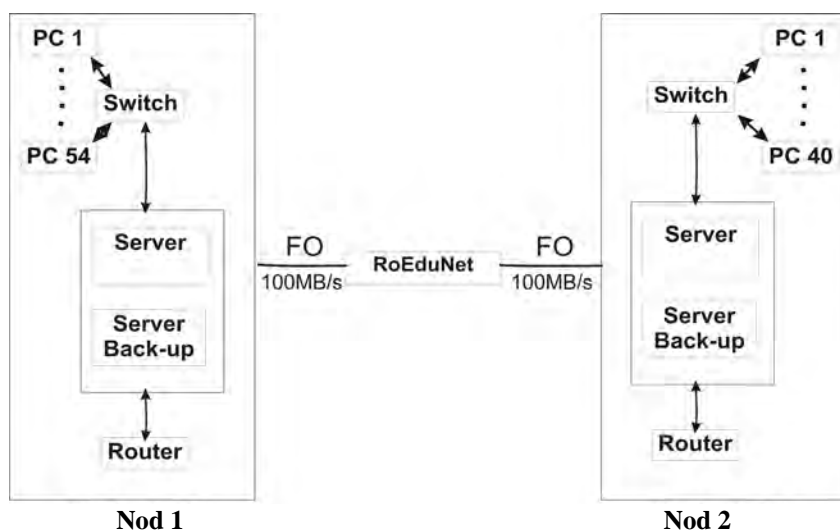 PC 1
Switch
PC 54
Server
Server
Back-up
Router
FO
100MB/s
RoEduNet
FO
100MB/s
PC 1
Switch
PC 40
Server
Server
Back-up
Router
Nod 1
Nod 2